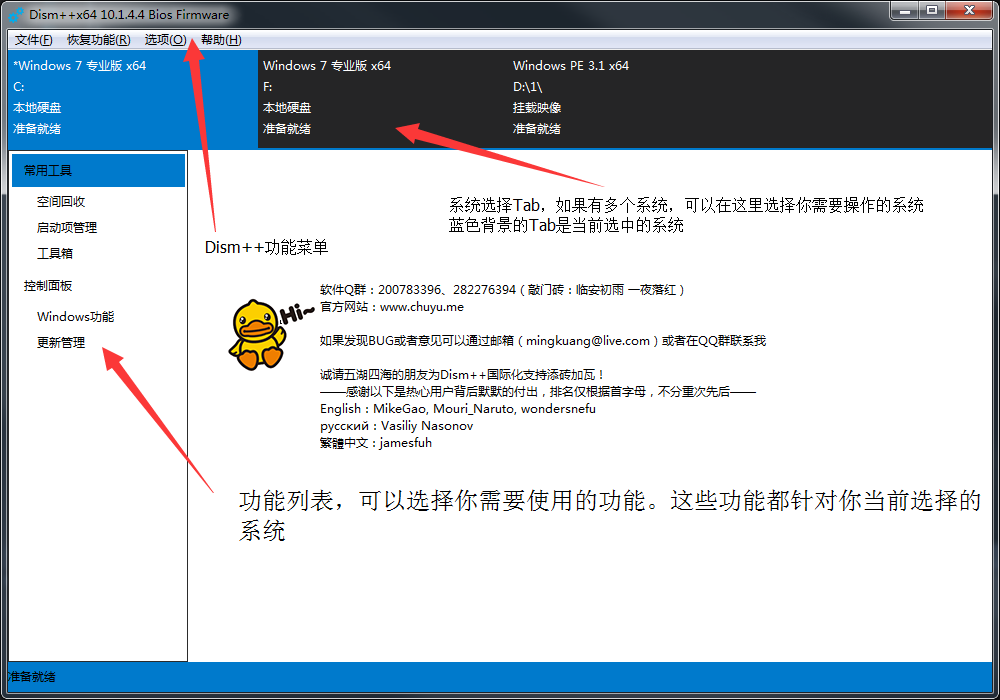 Dism++x64 10.1.4.4 Bios Firmware
文件(F) 恢复功能(R) 选项(O) 帮助(H)
*Windows 7 专业版 x64
C:
本地硬盘
准备就绪
Windows 7 专业版 x64
F:
本地硬盘
准备就绪
Windows PE 3.1 x64
D:\1\
挂载映像
准备就绪
常用工具
空间回收
启动项管理
工具箱
控制面板
Windows功能
更新管理
系统选择Tab，如果有多个系统，可以在这里选择你需要操作的系统
蓝色背景的Tab是当前选中的系统
Dism++功能菜单
Hi~
软件Q群：200783396、282276394（敲门砖：临安初雨 一夜落红）
官方网站：www.chuyu.me
如果发现BUG或者意见可以通过邮箱（mingkuang@live.com）或者在QQ群联系我
诚请五湖四海的朋友为Dism++国际化支持添砖加瓦！
——感谢以下是热心用户背后默默的付出，排名仅根据首字母，不分重次先后——
English：MikeGao, Mouri_Naruto, wondersnefu
русский：Vasiliy Nasonov
繁體中文：jamesfuh
功能列表，可以选择你需要使用的功能。这些功能都针对你当前选择的
系统
准备就绪